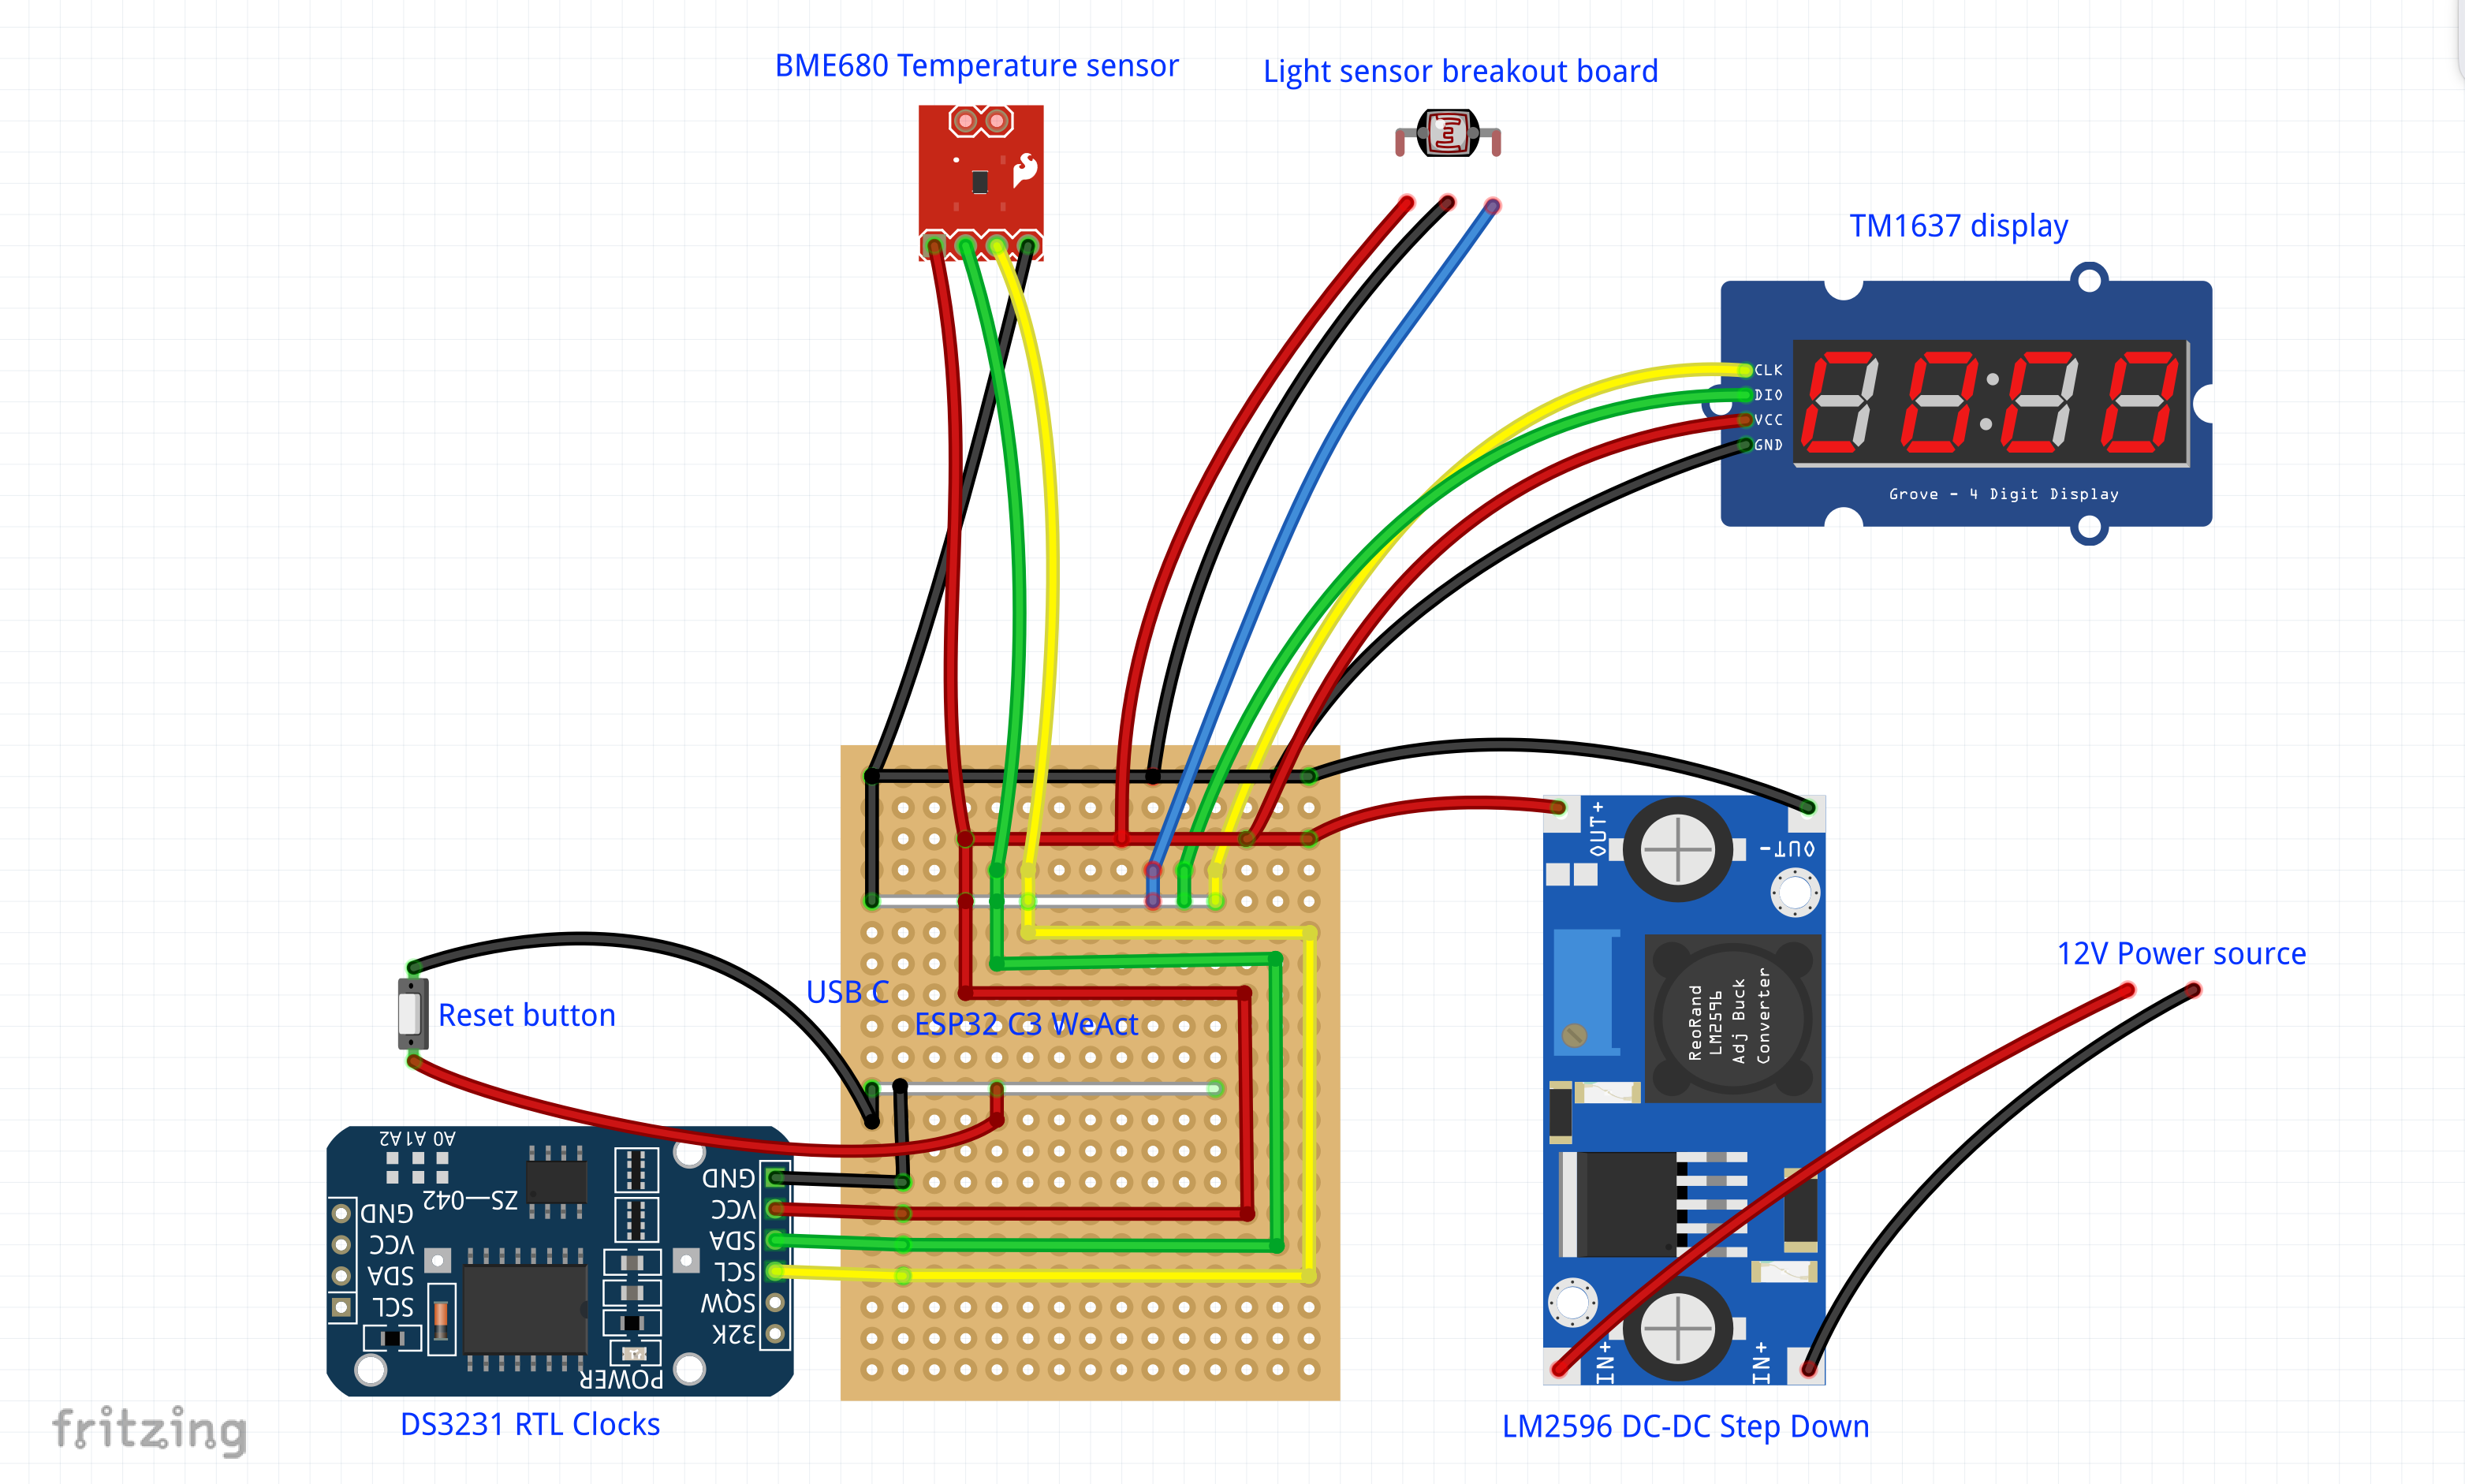 BME680 Temperature sensor
Light sensor breakout board
TM1637 display
CLK
DIO
VCC
GND
Grove - 4 Digit Display
OUT+
OUT-
12V Power source
USB C
Reset button
ESP32 C3 WeAct
ReoRand
LM2596
Adj Buck
Converter
A0 A1 A2
ZS-042
GND
VCC
SDA
SCL
GND
VCC
SDA
SCL
SQW
32K
POWER
IN+
IN+
DS3231 RTL Clocks
LM2596 DC-DC Step Down
fritzing